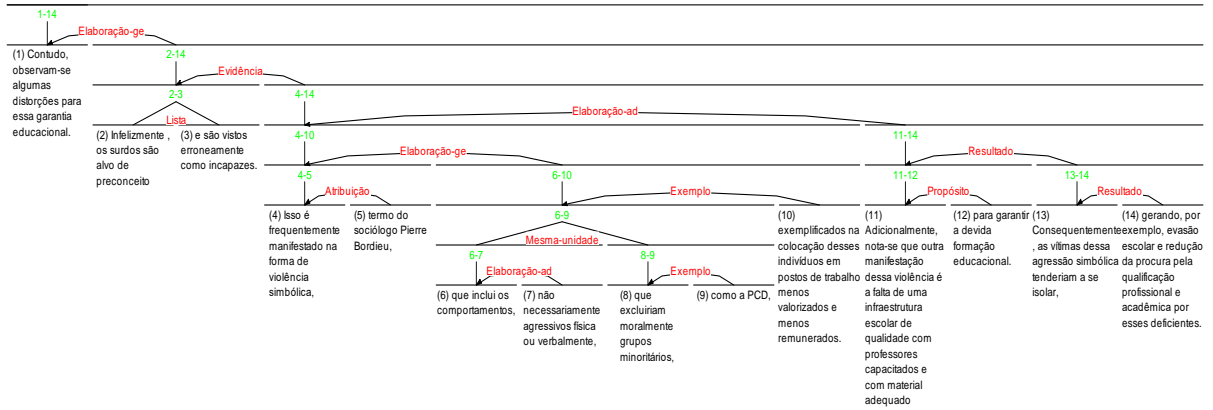 1-14
Elaboração-ge
(1) Contudo,
observam-se
algumas
distorções para
essa garantia
educacional.
2-14
Evidência
2-3
Lista
(2) Infelizmente ,
os surdos são
alvo de
preconceito
(3) e são vistos
erroneamente
como incapazes.
4-14
Elaboração-ad
4-10
Elaboração-ge
4-5
Atribuição
(4) Isso é
frequentemente
manifestado na
forma de
violência
simbólica,
(5) termo do
sociólogo Pierre
Bordieu,
6-10
Exemplo
6-9
Mesma-unidade
6-7
Elaboração-ad
(6) que inclui os
comportamentos,
(7) não
necessariamente
agressivos física
ou verbalmente,
8-9
Exemplo
(8) que
excluiriam
moralmente
grupos
minoritários,
(9) como a PCD,
(10)
exemplificados na
colocação desses
indivíduos em
postos de trabalho
menos
valorizados e
menos
remunerados.
11-14
Resultado
11-12
Propósito
(11)
Adicionalmente,
nota-se que outra
manifestação
dessa violência é
a falta de uma
infraestrutura
escolar de
qualidade com
professores
capacitados e
com material
adequado
(12) para garantir
a devida
formação
educacional.
13-14
Resultado
(13)
Consequentemente
, as vítimas dessa
agressão simbólica
tenderiam a se
isolar,
(14) gerando, por
exemplo, evasão
escolar e redução
da procura pela
qualificação
profissional e
acadêmica por
esses deficientes.